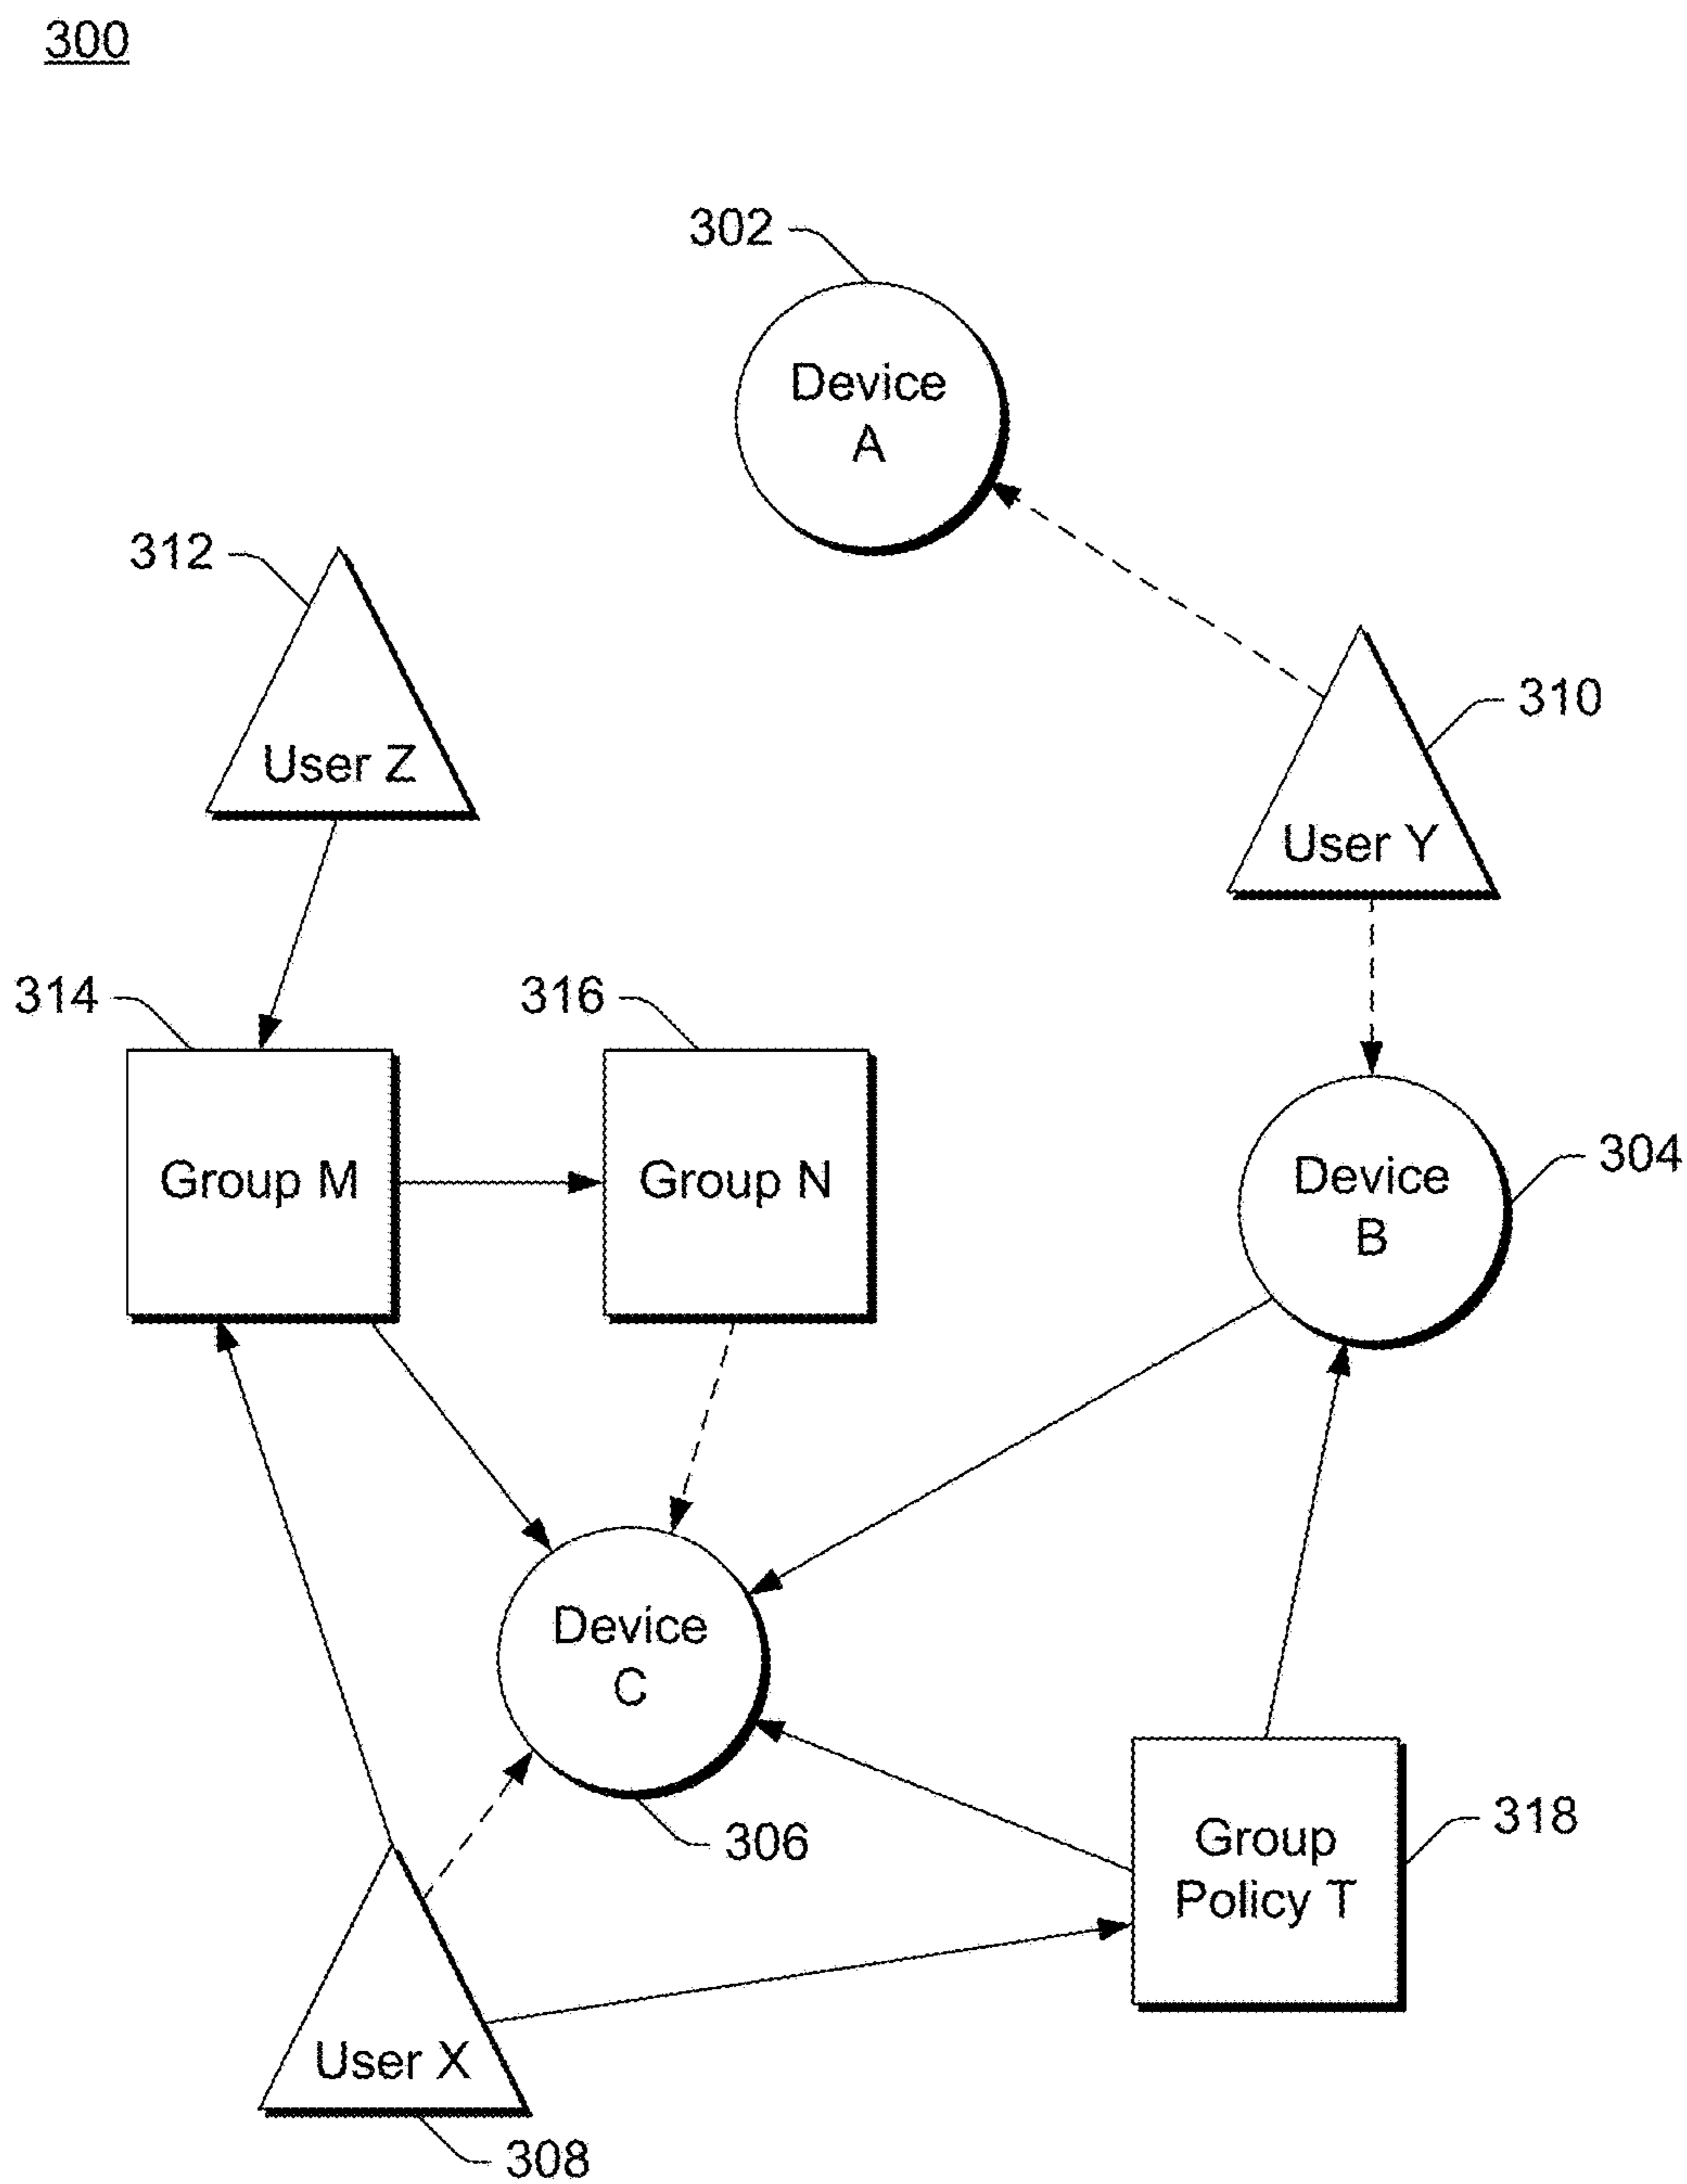 300
302
Device
A
312
User Z
310
User Y
314
316
Group M
Group N
304
Device
B
Device
C
306
318
Group
Policy T
User X
308